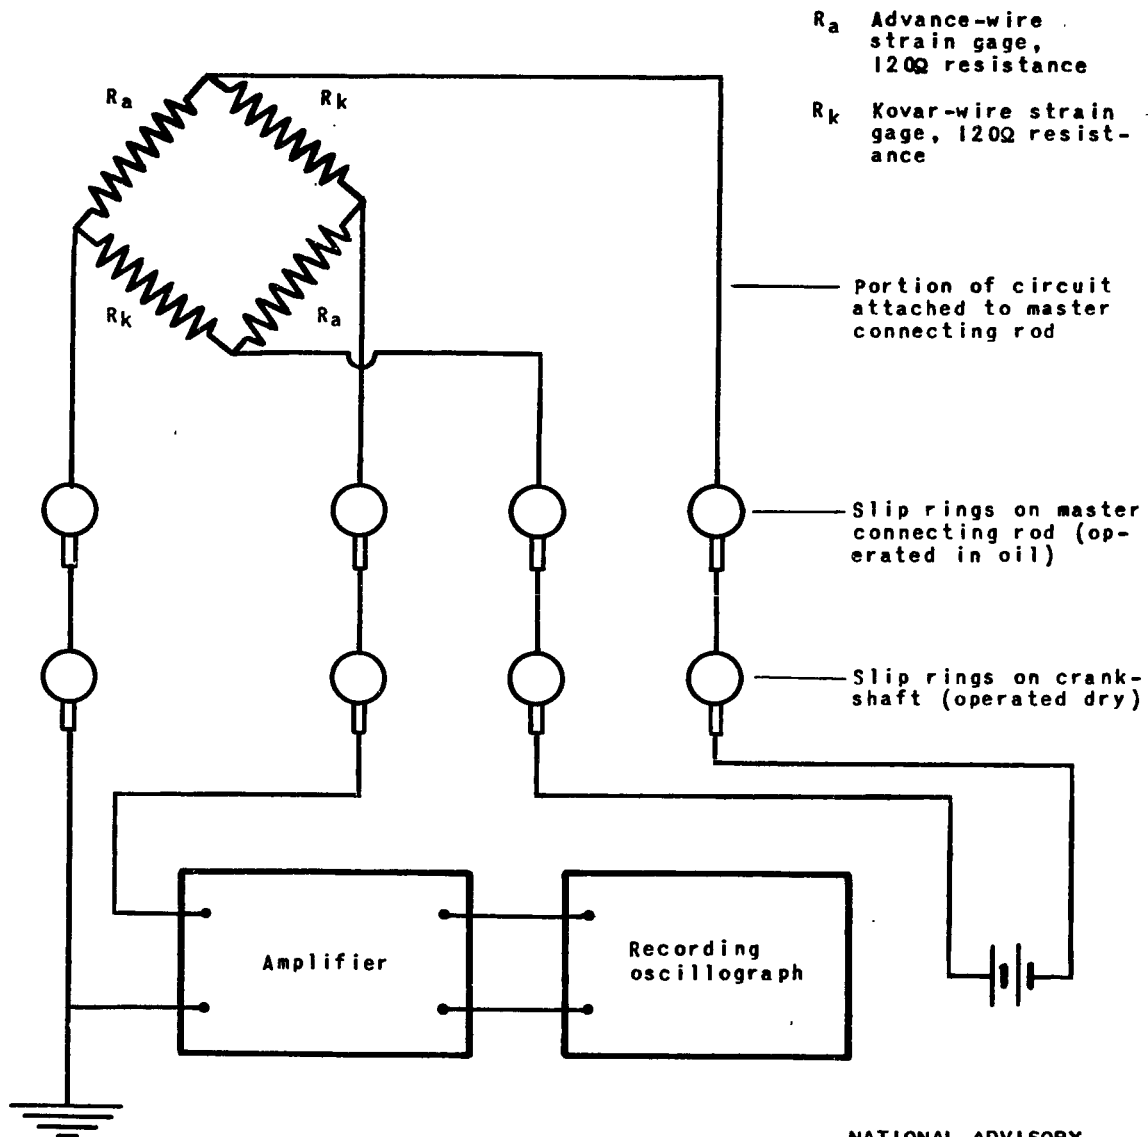 Ra Advance-wire
strain gage,
120Ω resistance
Rk Kovar-wire strain
gage, 120Ω resist-
ance
Ra
Rk
Rk
Ra
Portion of circuit
attached to master
connecting rod
Slip rings on master
connecting rod (op-
erated in oil)
Slip rings on crank-
shaft (operated dry)
Amplifier
Recording
oscillograph
NATIONAL ADVISORY